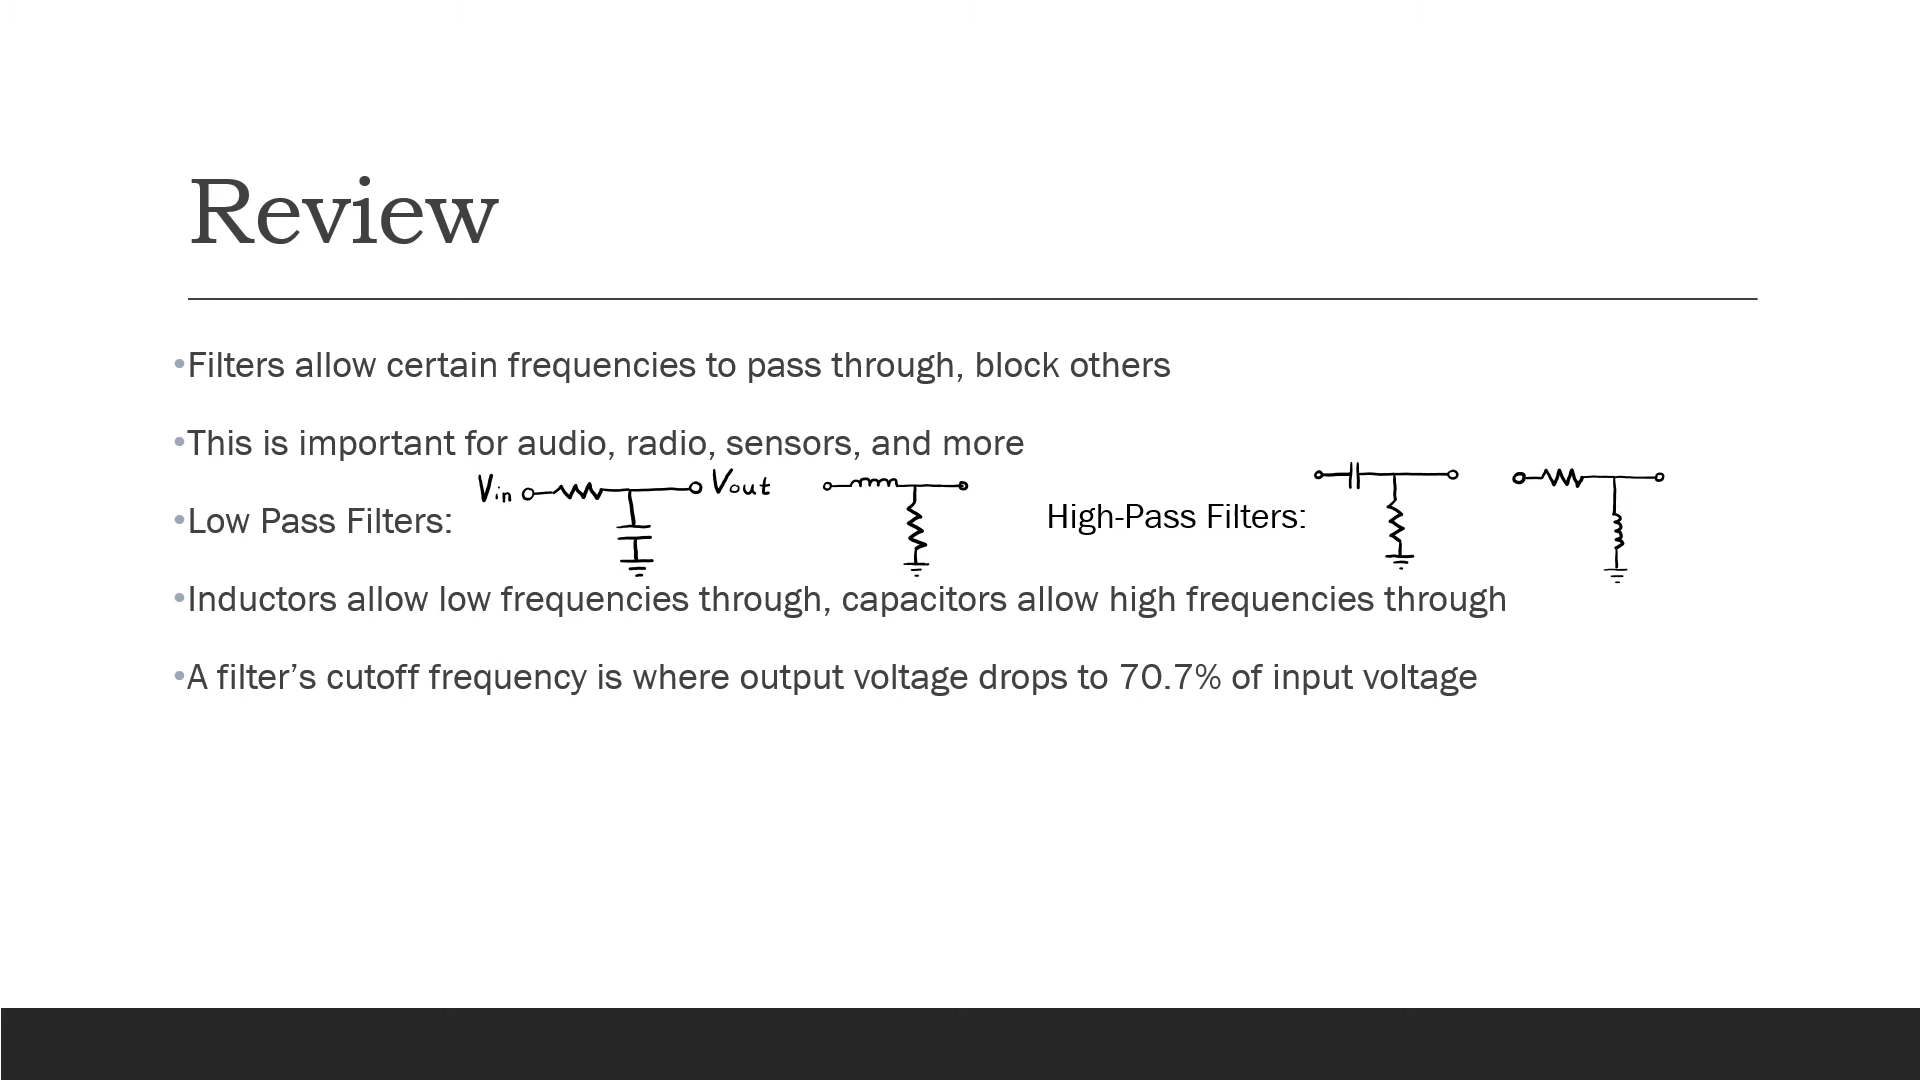 Review
•Filters allow certain frequencies to pass through, block others
•This is important for audio, radio, sensors, and more
•Low Pass Filters: Vin Vout High-Pass Filters:
•Inductors allow low frequencies through, capacitors allow high frequencies through
•A filter’s cutoff frequency is where output voltage drops to 70.7% of input voltage